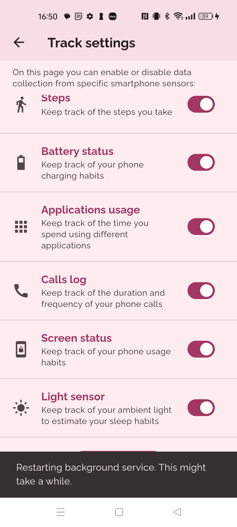 16:50
Track settings
On this page you can enable or disable data
collection from specific smartphone sensors:
Steps
Keep track of the steps you take
Battery status
Keep track of your phone
charging habits
Applications usage
Keep track of the time you
spend using different
applications
Calls log
Keep track of the duration and
frequency of your phone calls
Screen status
Keep track of your phone usage
habits
Light sensor
Keep track of your ambient light
to estimate your sleep habits
Restarting background service. This might
take a while.